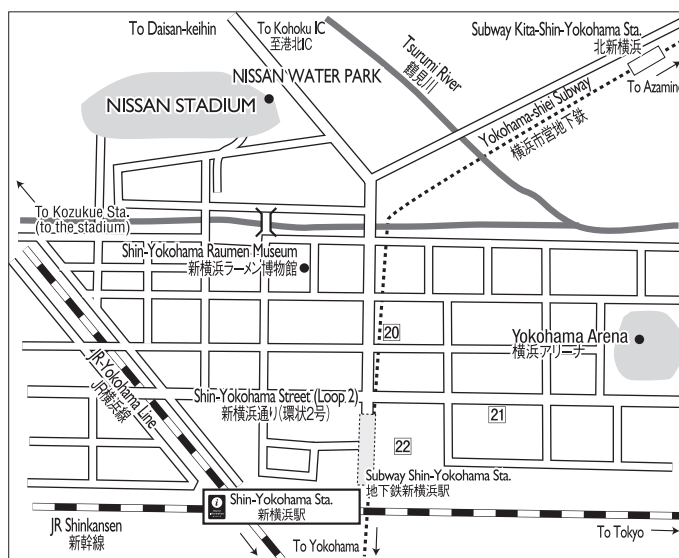 To Daisan-keihin
To Kohoku IC
至港北IC
Subway Kita-Shin-Yokohama Sta.
北新横浜
To Azamino
Tsurumi River
鶴見川
Yokohama-shiei Subway
横浜市営地下鉄
NISSAN WATER PARK
NISSAN STADIUM
To Kozukue Sta.
(to the stadium)
Shin-Yokohama Raumen Museum
新横浜ラーメン博物館
20
Yokohama Arena
横浜アリーナ
JR-Yokohama Line
JR横浜線
Shin-Yokohama Street (Loop 2)
新横浜通り(環状2号)
21
22
Subway Shin-Yokohama Sta.
地下鉄新横浜駅
i
Shin-Yokohama Sta.
新横浜駅
JR Shinkansen
新幹線
To Yokohama
To Tokyo